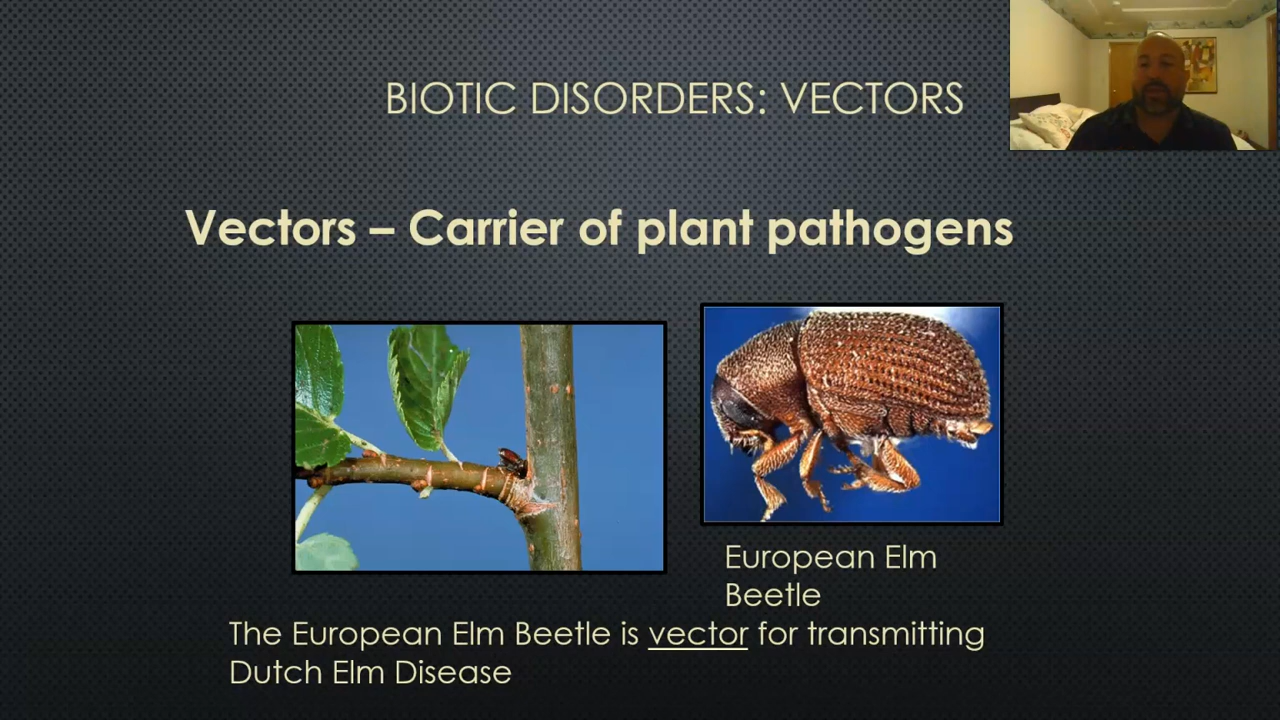 BIOTIC DISORDERS: VECTORS
Vectors – Carrier of plant pathogens
European Elm
Beetle
The European Elm Beetle is vector for transmitting
Dutch Elm Disease